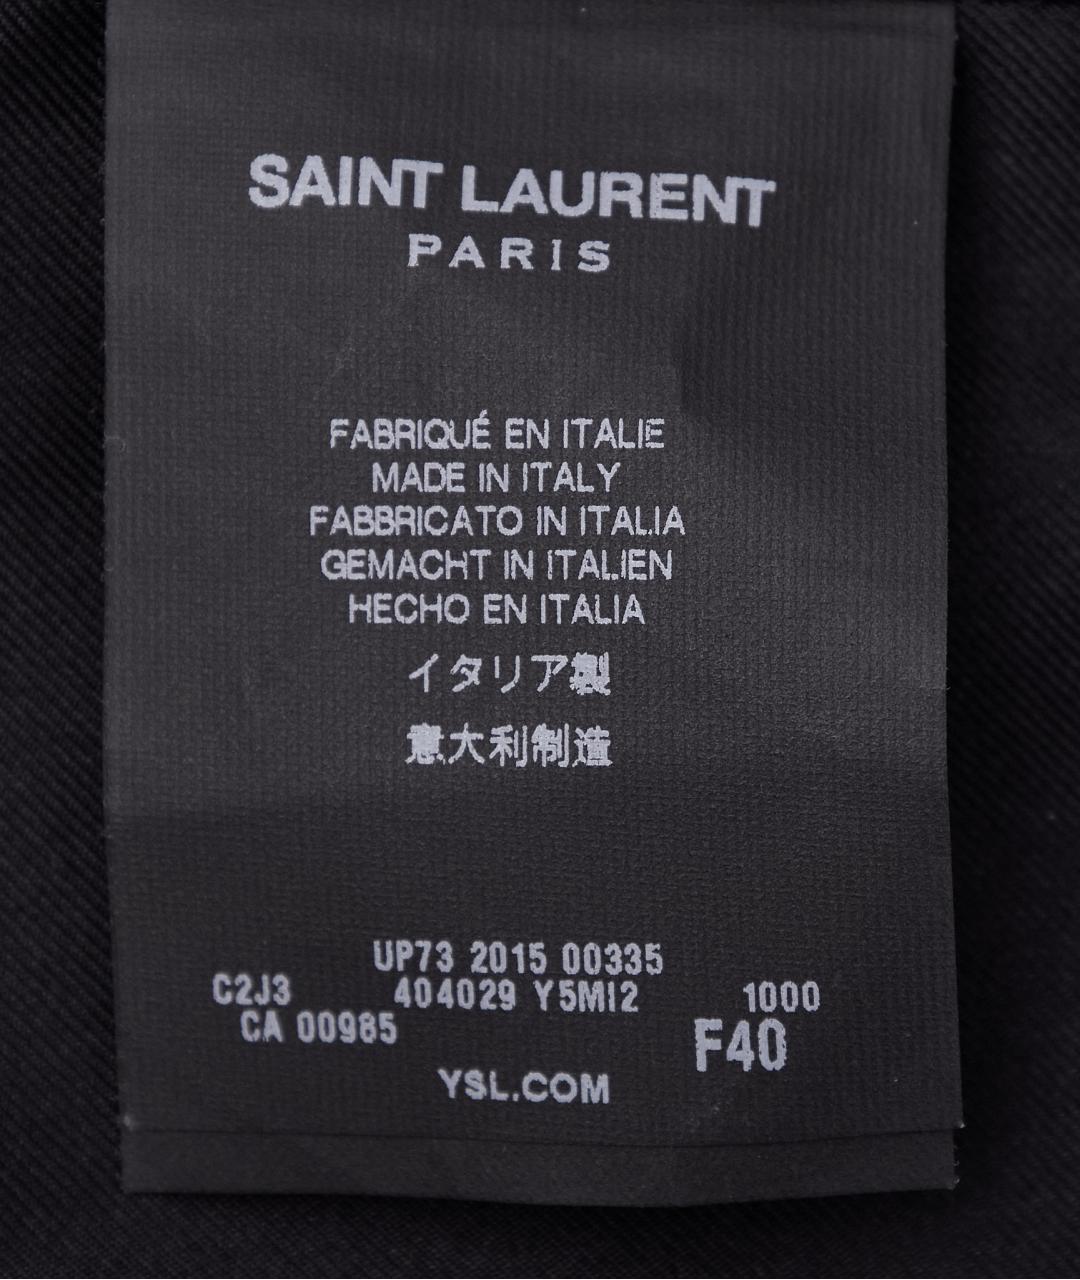 SAINT LAURENT
PARIS
FABRIQUÉ EN ITALIE
MADE IN ITALY
FABBRICATO IN ITALIA
GEMACHT IN ITALIEN
HECHO EN ITALIA
イタリア製
意大利制造
UP73 2015 00335
C2J3 404029 Y5MI2 1000
CA 00985 F40
YSL.COM